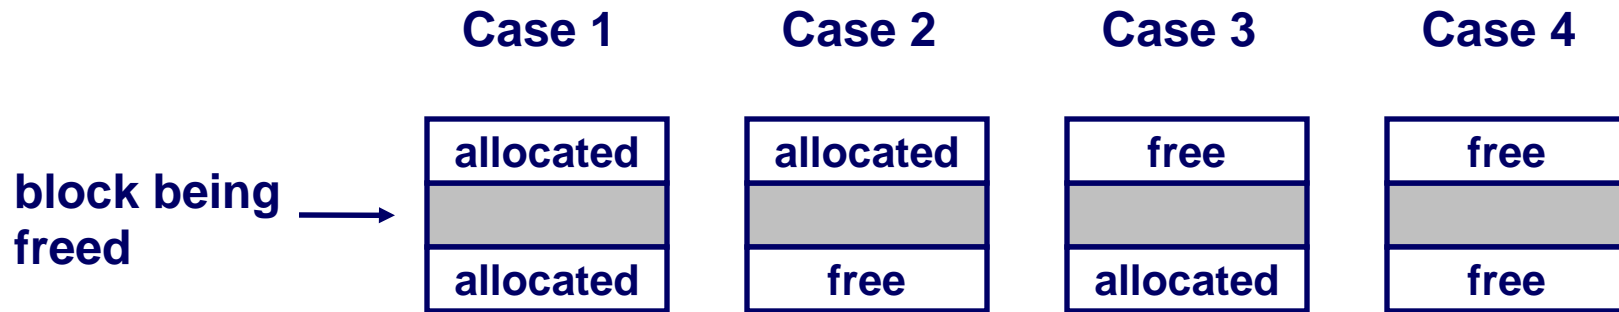 Case 1 Case 2 Case 3 Case 4
allocated allocated free free
block being
freed
allocated free allocated free